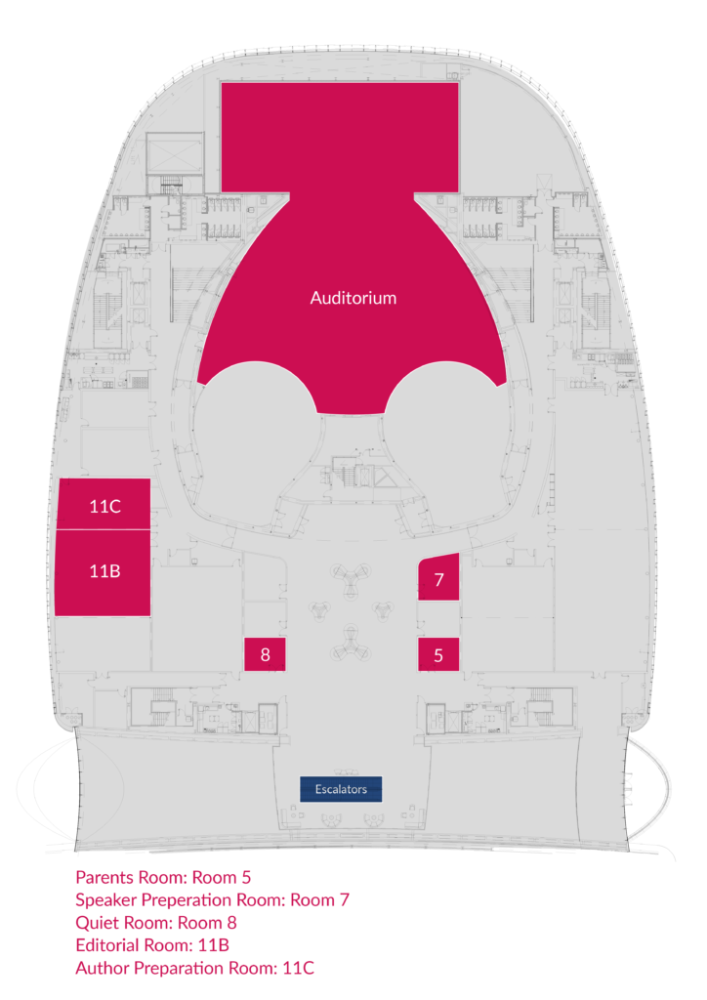 Auditorium
11C
11B
7
8
5
Escalators
Parents Room: Room 5
Speaker Preperation Room: Room 7
Quiet Room: Room 8
Editorial Room: 11B
Author Preparation Room: 11C